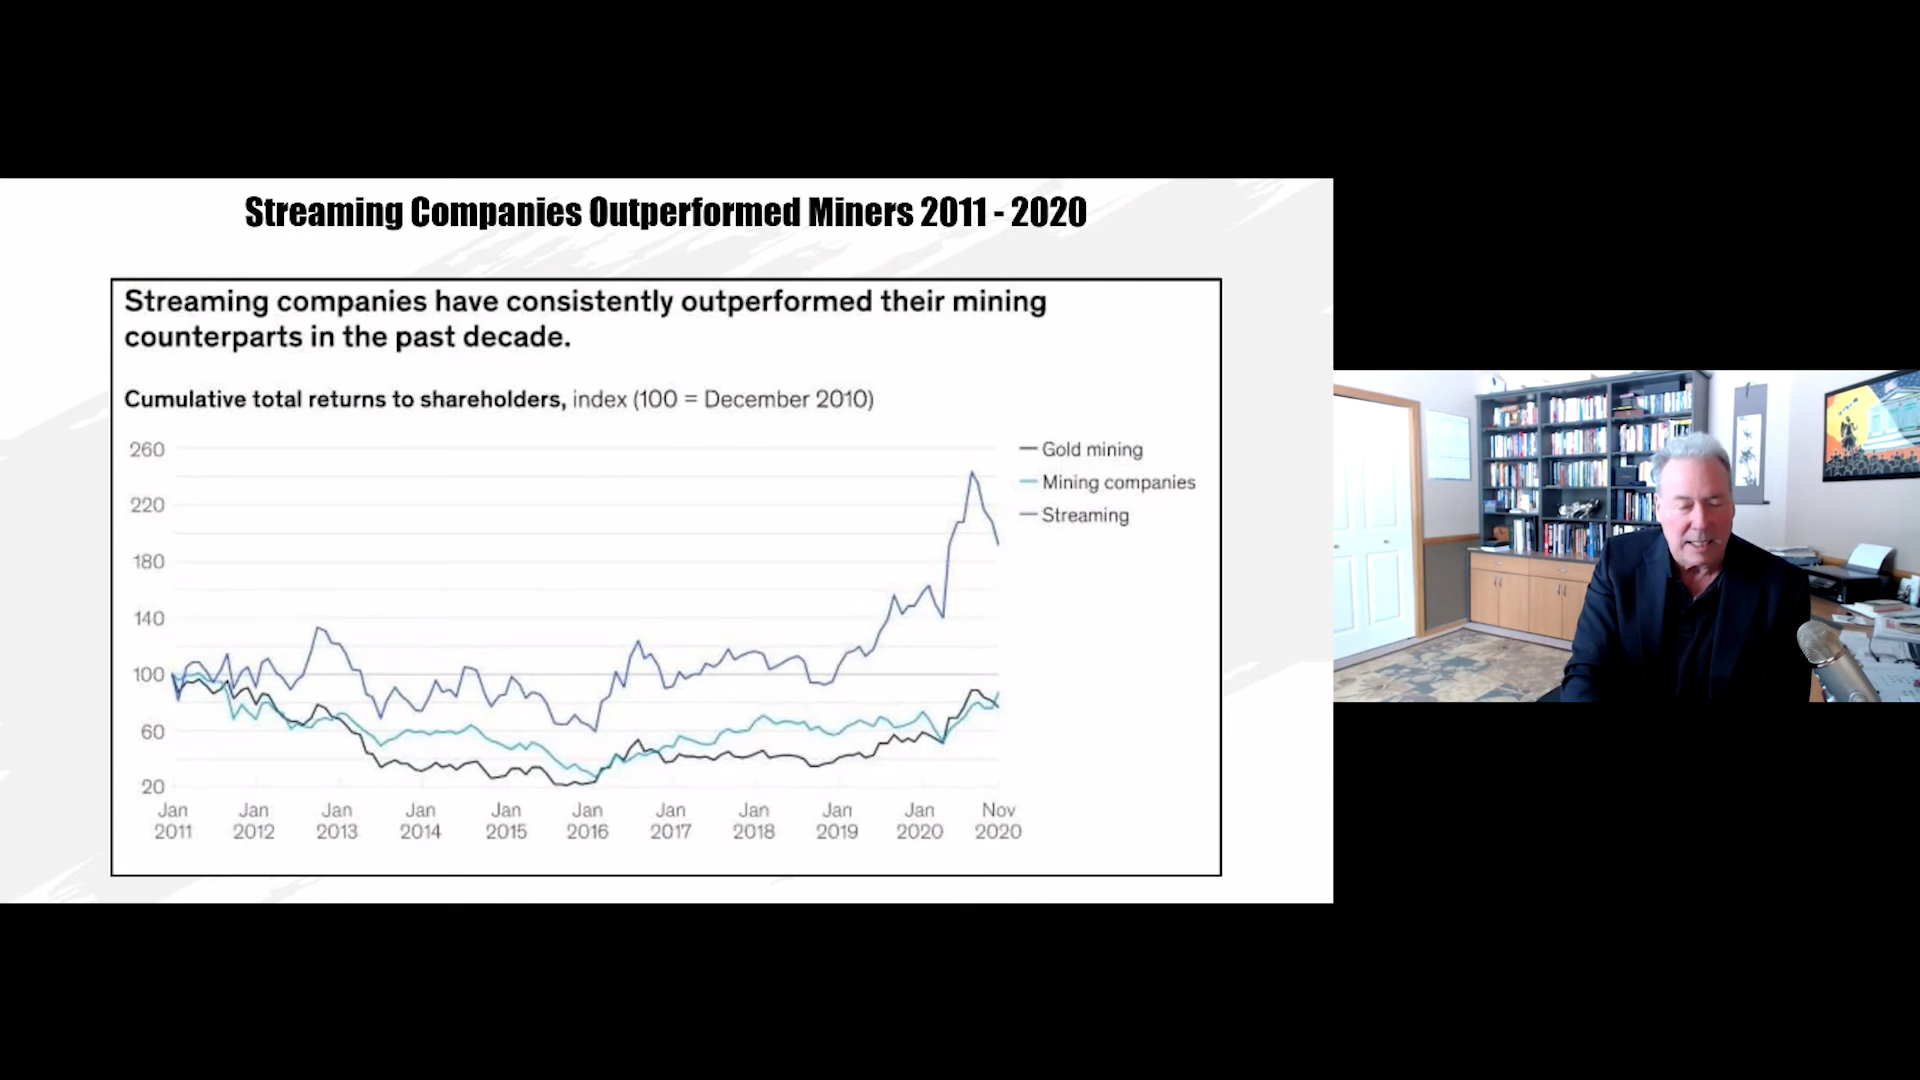 Streaming Companies Outperformed Miners 2011 - 2020
Streaming companies have consistently outperformed their mining
counterparts in the past decade.
Cumulative total returns to shareholders, index (100 = December 2010)
260
220
180
140
100
60
20
Jan 2011
Jan 2012
Jan 2013
Jan 2014
Jan 2015
Jan 2016
Jan 2017
Jan 2018
Jan 2019
Jan 2020
Nov 2020
Gold mining
Mining companies
Streaming